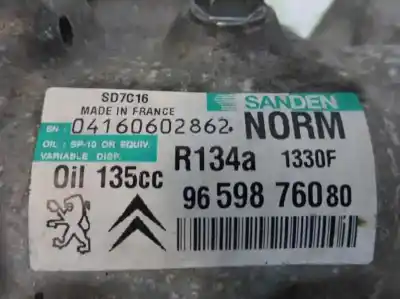 SD7C16
MADE IN FRANCE
SANDEN
SN: 04160602862.
NORM
OIL : SP-10 OR EQUIV.
VARIABLE DISP.
R134a 1330F
Oil 135cc
96 598 760 80